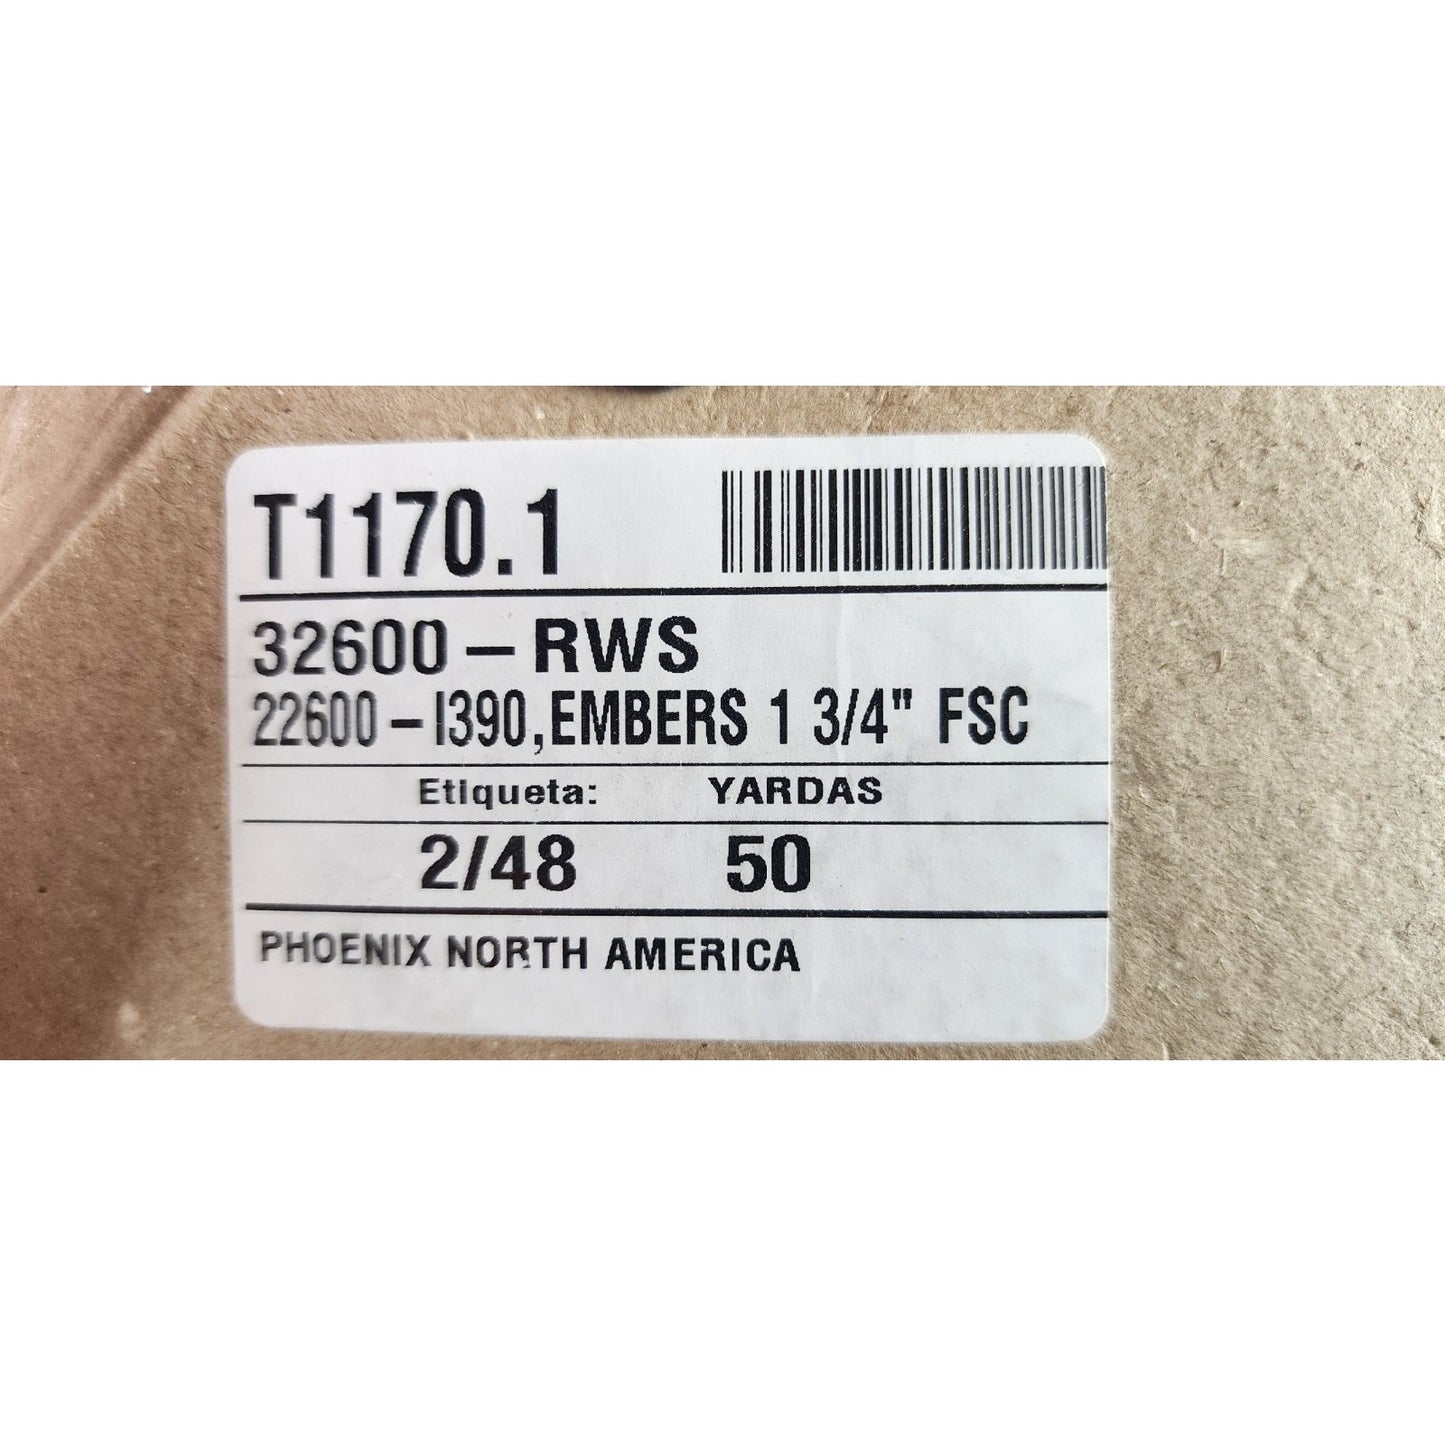 T1170.1
32600-RWS
22600-I390,EMBERS 1 3/4" FSC
Etiqueta: YARDAS
2/48 50
PHOENIX NORTH AMERICA